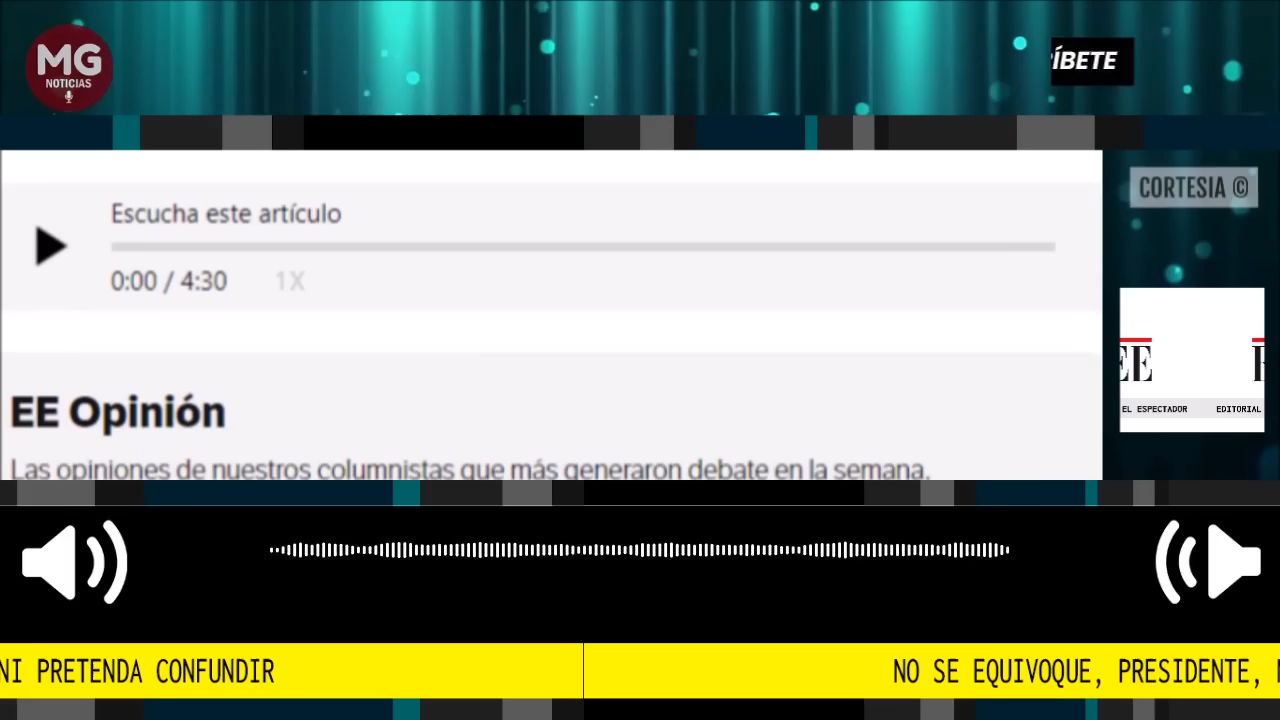 MG
NOTICIAS
ÍBETE
CORTESIA ©
Escucha este artículo
0:00 / 4:30 1X
EE
EL ESPECTADOR EDITORIAL
EE Opinión
Las opiniones de nuestros columnistas que más generaron debate en la semana.
NI PRETENDA CONFUNDIR
NO SE EQUIVOQUE, PRESIDENTE,